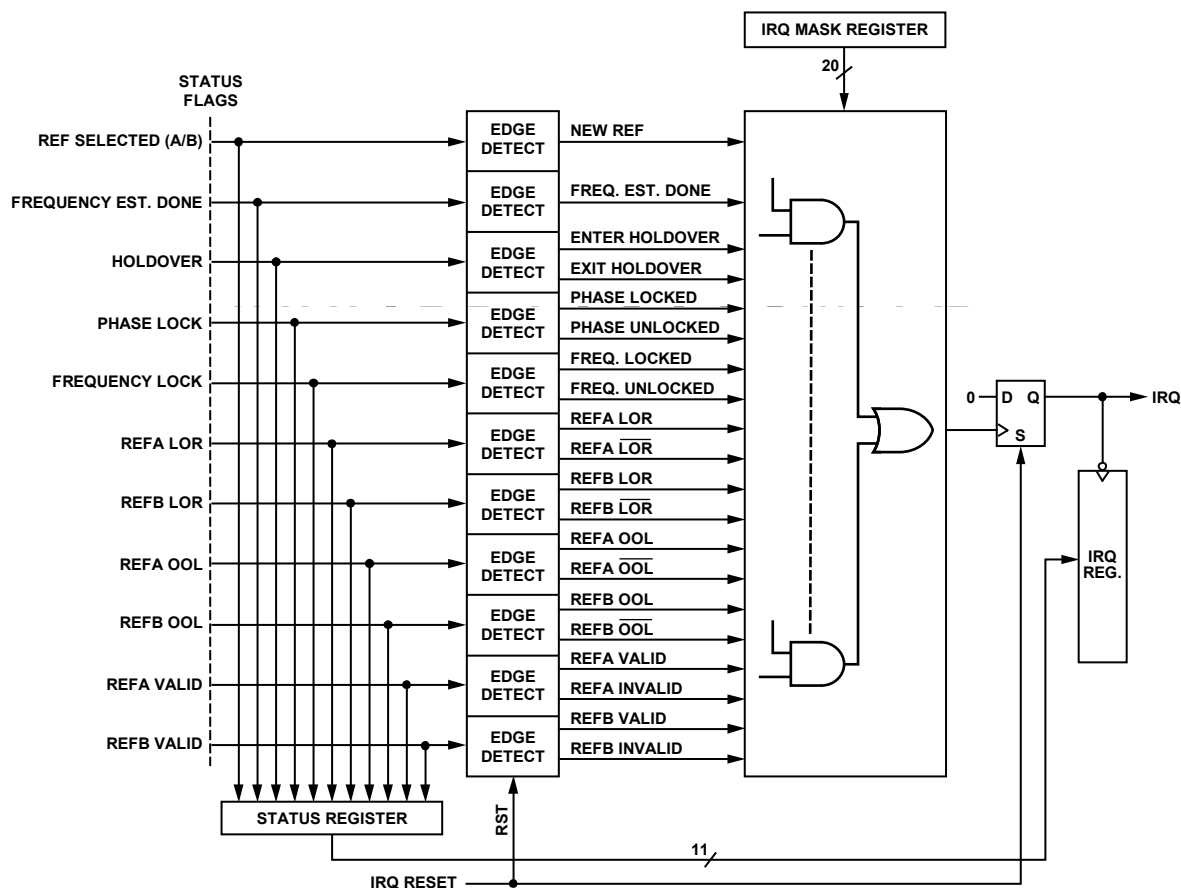 IRQ MASK REGISTER
20
STATUS
FLAGS
REF SELECTED (A/B)
EDGE
DETECT
NEW REF
FREQUENCY EST. DONE
EDGE
DETECT
FREQ. EST. DONE
HOLDOVER
EDGE
DETECT
ENTER HOLDOVER
EXIT HOLDOVER
PHASE LOCK
EDGE
DETECT
PHASE LOCKED
PHASE UNLOCKED
FREQUENCY LOCK
EDGE
DETECT
FREQ. LOCKED
FREQ. UNLOCKED
REFA LOR
EDGE
DETECT
REFA LOR
REFA L̅O̅R̅
REFB LOR
EDGE
DETECT
REFB LOR
REFB L̅O̅R̅
REFA OOL
EDGE
DETECT
REFA OOL
REFA O̅O̅L̅
REFB OOL
EDGE
DETECT
REFB OOL
REFB O̅O̅L̅
REFA VALID
EDGE
DETECT
REFA VALID
REFA INVALID
REFB VALID
EDGE
DETECT
REFB VALID
REFB INVALID
0
D Q
S
IRQ
IRQ
REG.
STATUS REGISTER
RST
11
IRQ RESET